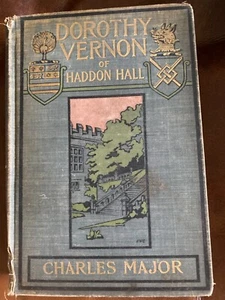 DOROTHY
VERNON
OF
HADDON HALL
CHARLES MAJOR